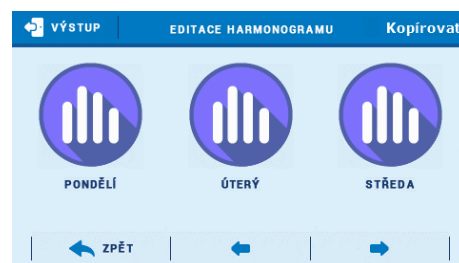 VÝSTUP EDITACE HARMONOGRAMU Kopírovat
PONDĚLÍ ÚTERÝ STŘEDA
ZPĚT